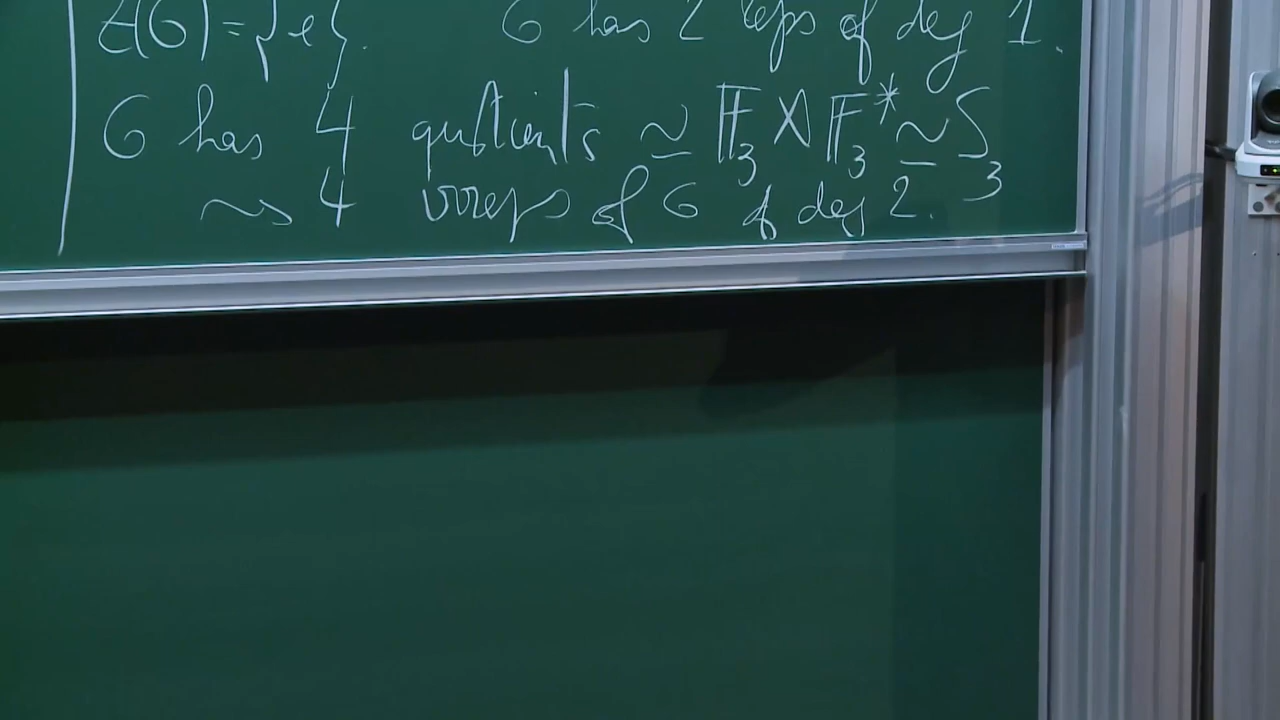 Z(G) = {e}. G has 2 reps of deg 1.
G has 4 quotients ≃ 𝔽₃ ⋊ 𝔽₃* ≃ S₃
⇝ 4 irreps of G of deg 2.